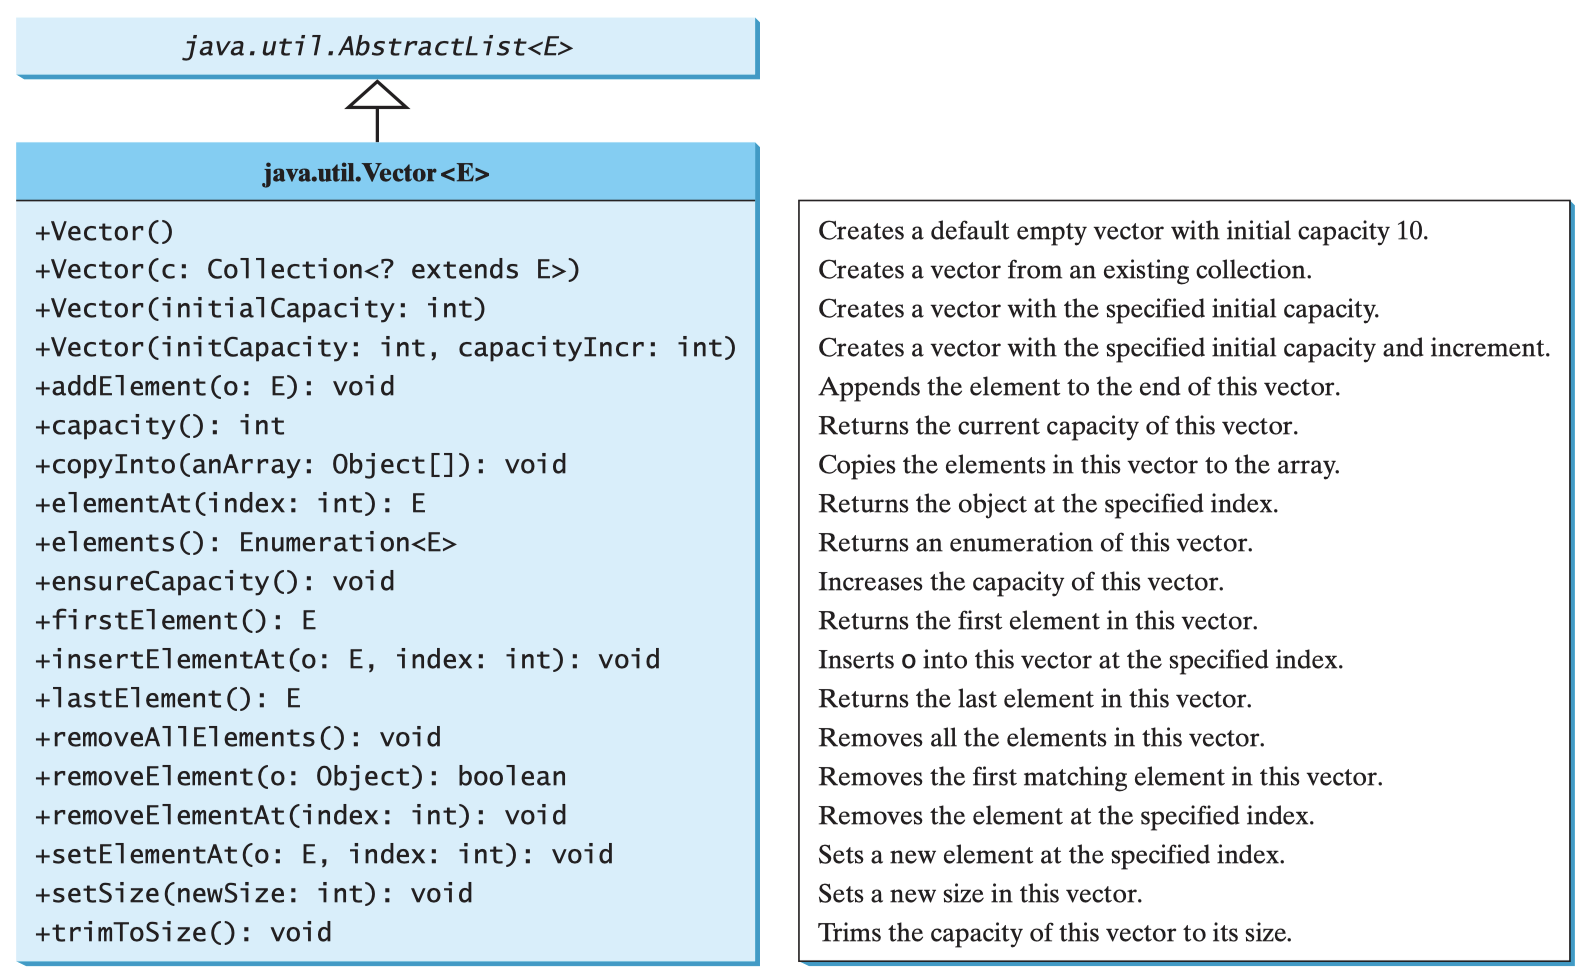 java.util.AbstractList<E>
java.util.Vector<E>
+Vector() Creates a default empty vector with initial capacity 10.
+Vector(c: Collection<? extends E>) Creates a vector from an existing collection.
+Vector(initialCapacity: int) Creates a vector with the specified initial capacity.
+Vector(initCapacity: int, capacityIncr: int) Creates a vector with the specified initial capacity and increment.
+addElement(o: E): void Appends the element to the end of this vector.
+capacity(): int Returns the current capacity of this vector.
+copyInto(anArray: Object[]): void Copies the elements in this vector to the array.
+elementAt(index: int): E Returns the object at the specified index.
+elements(): Enumeration<E> Returns an enumeration of this vector.
+ensureCapacity(): void Increases the capacity of this vector.
+firstElement(): E Returns the first element in this vector.
+insertElementAt(o: E, index: int): void Inserts o into this vector at the specified index.
+lastElement(): E Returns the last element in this vector.
+removeAllElements(): void Removes all the elements in this vector.
+removeElement(o: Object): boolean Removes the first matching element in this vector.
+removeElementAt(index: int): void Removes the element at the specified index.
+setElementAt(o: E, index: int): void Sets a new element at the specified index.
+setSize(newSize: int): void Sets a new size in this vector.
+trimToSize(): void Trims the capacity of this vector to its size.